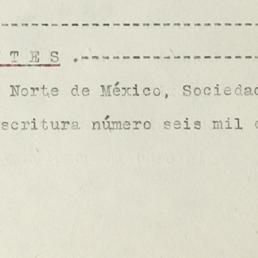 ---------------------
T E S .---------------
Norte de México, Sociedad
scritura número seis mil